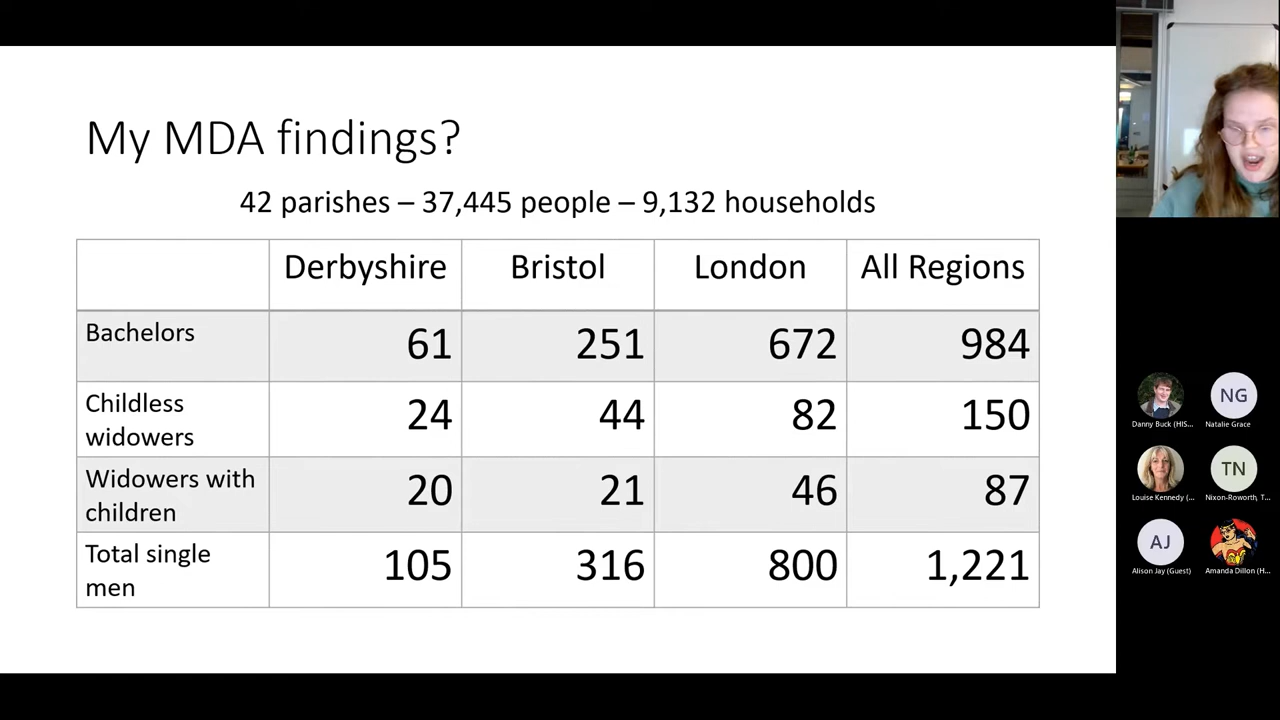 My MDA findings?
42 parishes – 37,445 people – 9,132 households
Derbyshire Bristol London All Regions
Bachelors 61 251 672 984
Childless
widowers 24 44 82 150
Widowers with
children 20 21 46 87
Total single
men 105 316 800 1,221
NG
Danny Buck (HIS... Natalie Grace
TN
Louise Kennedy (... Nixon-Roworth, T...
AJ
Alison Jay (Guest) Amanda Dillon (H...